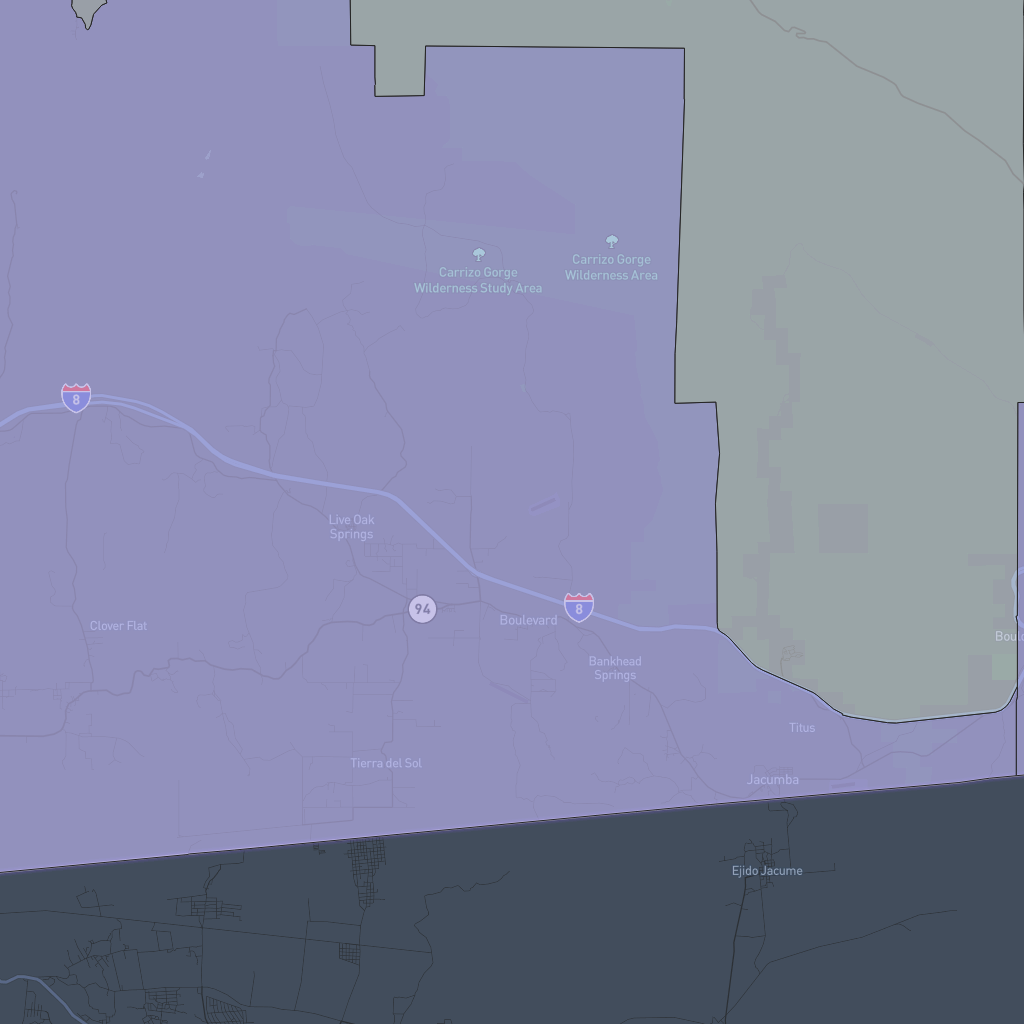 Carrizo Gorge
Wilderness Study Area
Carrizo Gorge
Wilderness Area
8
Live Oak
Springs
94
8
Boulevard
Clover Flat
Bankhead
Springs
Titus
Tierra del Sol
Jacumba
Ejido Jacume